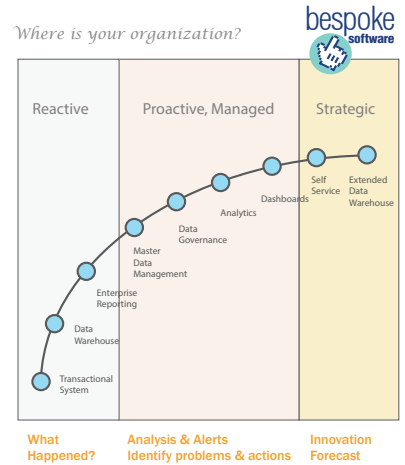 Where is your organization?
bespoke
software
Reactive
Proactive, Managed
Strategic
Self
Service
Extended
Data
Warehouse
Dashboards
Analytics
Data
Governance
Master
Data
Management
Enterprise
Reporting
Data
Warehouse
Transactional
System
What
Happened?
Analysis & Alerts
Identify problems & actions
Innovation
Forecast